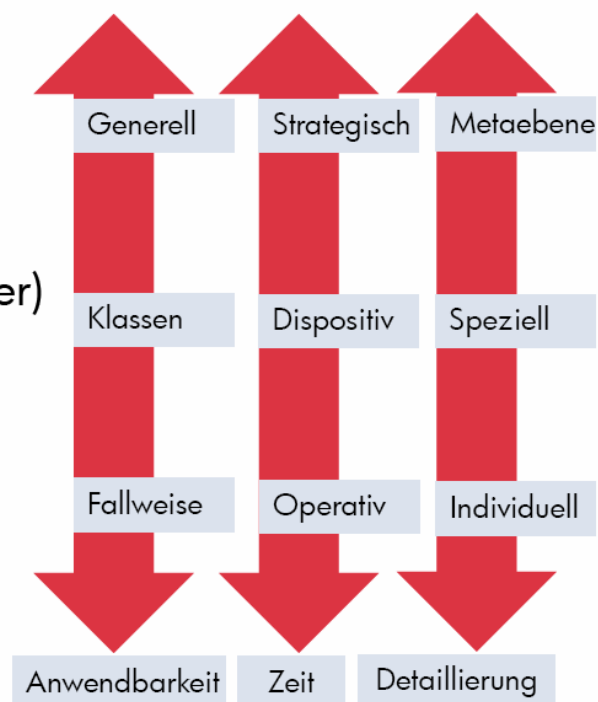 Generell Strategisch Metaebene
er)
Klassen Dispositiv Speziell
Fallweise Operativ Individuell
Anwendbarkeit Zeit Detaillierung